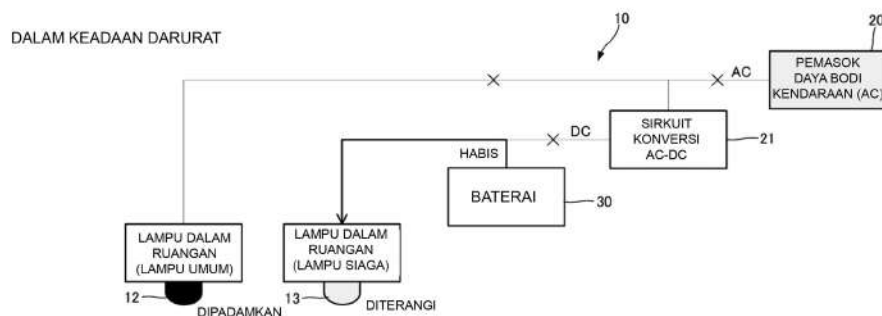 DALAM KEADAAN DARURAT
10
20
AC
PEMASOK
DAYA BODI
KENDARAAN (AC)
DC
SIRKUIT
KONVERSI
AC-DC
21
HABIS
BATERAI
30
LAMPU DALAM
RUANGAN
(LAMPU UMUM)
12
DIPADAMKAN
LAMPU DALAM
RUANGAN
(LAMPU SIAGA)
13
DITERANGI